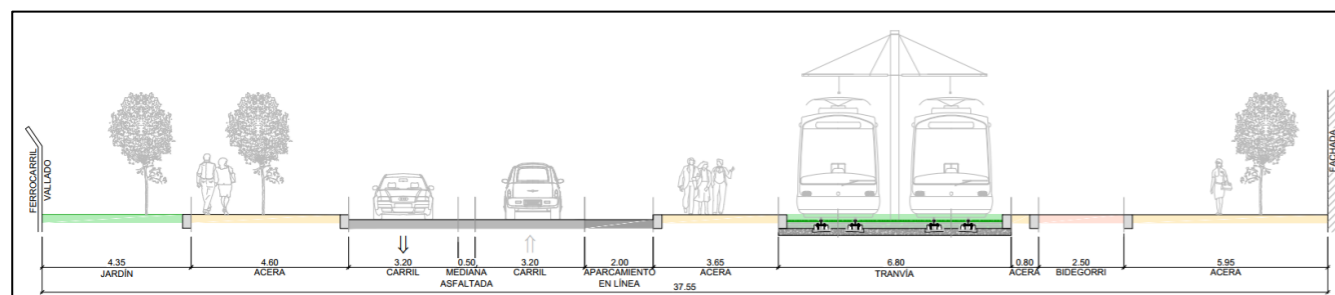 FERROCARRIL
VALLADO
FACHADA
4.35 4.60 3.20 0.50 3.20 2.00 3.65 6.80 0.80 2.50 5.95
JARDÍN ACERA CARRIL MEDIANA CARRIL APARCAMIENTO ACERA TRANVÍA ACERA BIDEGORRI ACERA
ASFALTADA EN LÍNEA
37.55